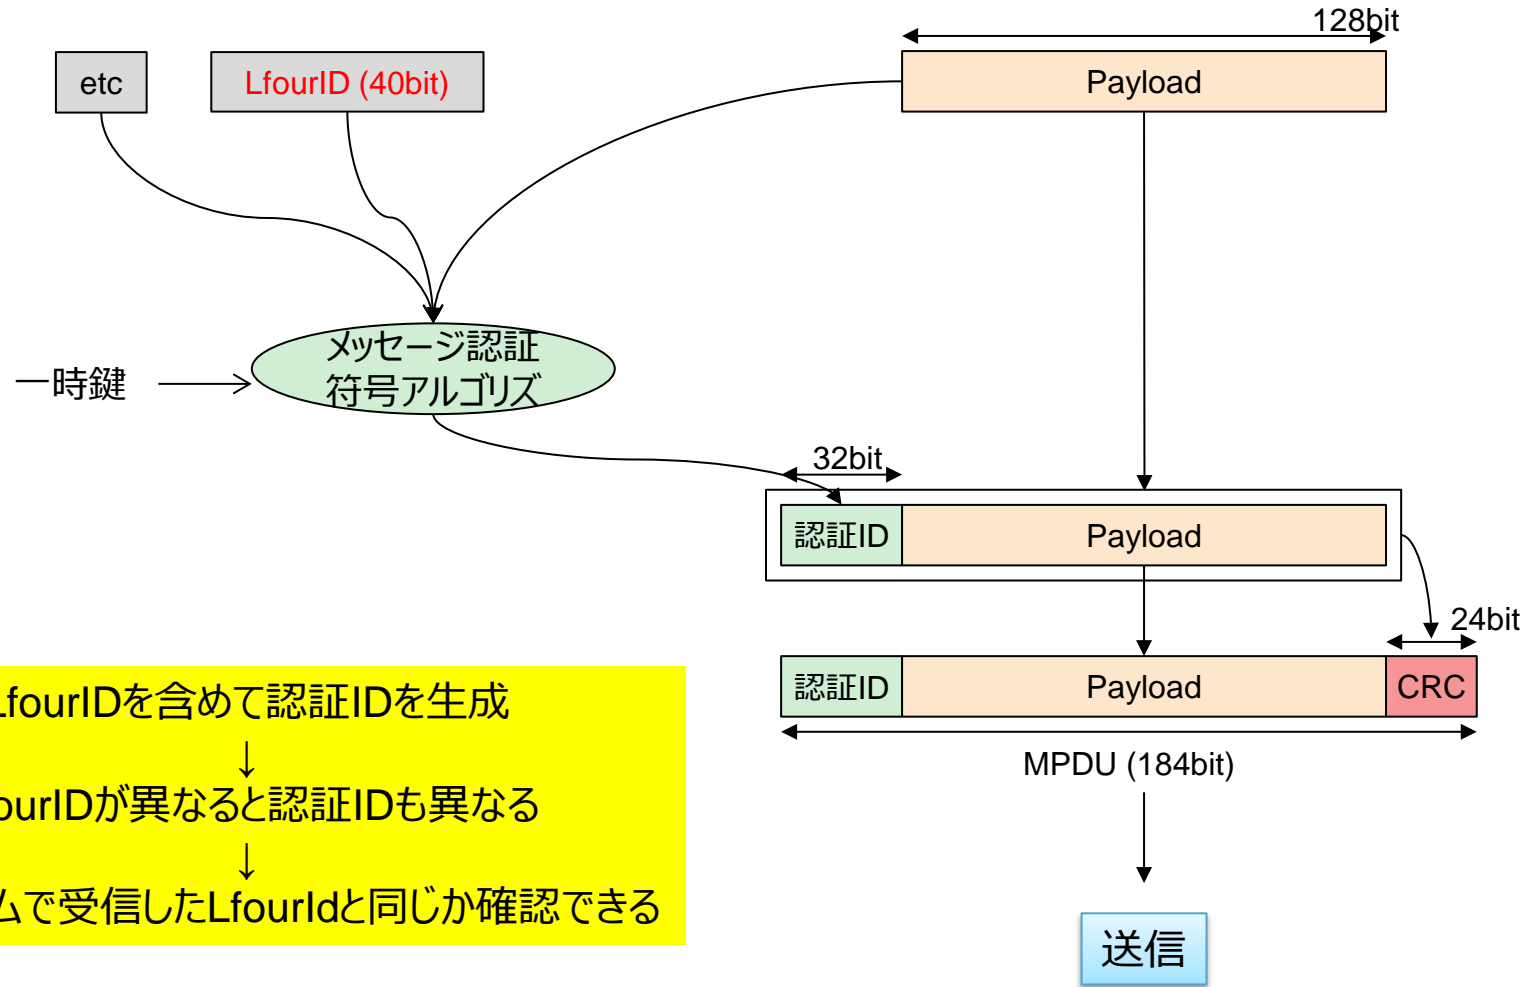 128bit
etc
LfourID (40bit)
Payload
メッセージ認証
符号アルゴリズ
一時鍵
32bit
認証ID
Payload
24bit
認証ID
Payload
CRC
MPDU (184bit)
LfourIDを含めて認証IDを生成
↓
ourIDが異なると認証IDも異なる
↓
ムで受信したLfourIdと同じか確認できる
送信